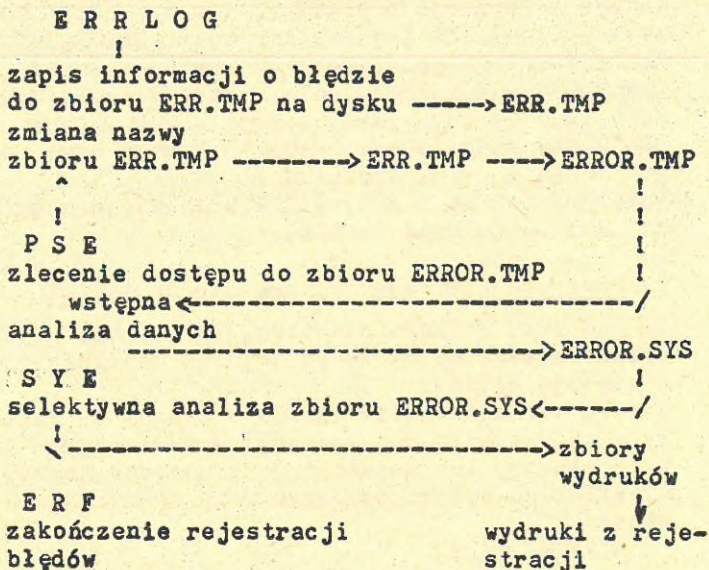 E R R L O G
!
zapis informacji o błędzie
do zbioru ERR.TMP na dysku -----> ERR.TMP
zmiana nazwy
zbioru ERR.TMP ---------> ERR.TMP ----> ERROR.TMP
^ !
! !
P S E !
zlecenie dostępu do zbioru ERROR.TMP !
wstępna <------------------------------/
analiza danych
---------------------------> ERROR.SYS
S Y E !
selektywna analiza zbioru ERROR.SYS<------/
!
\-------------------------------> zbiory
wydruków
E R F
zakończenie rejestracji wydruki z reje-
błędów stracji